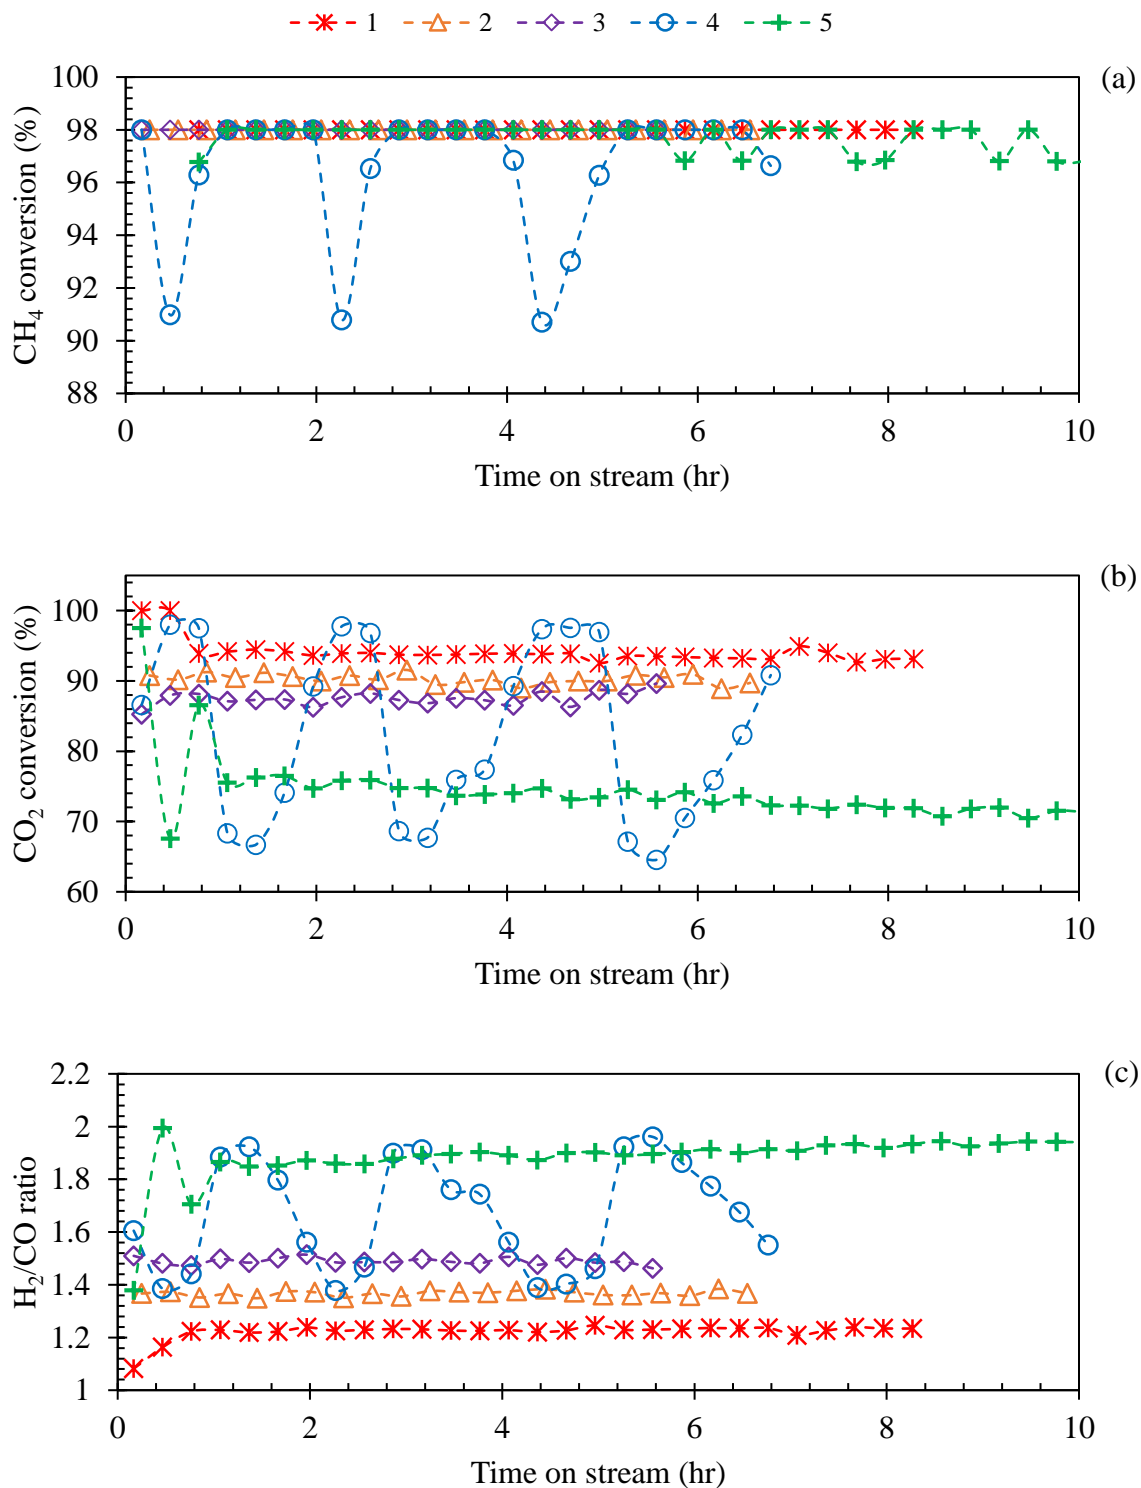 1 2 3 4 5
(a)
100
98
96
94
92
90
88
CH₄ conversion (%)
0 2 4 6 8 10
Time on stream (hr)
(b)
100
90
80
70
60
CO₂ conversion (%)
0 2 4 6 8 10
Time on stream (hr)
(c)
2.2
2
1.8
1.6
1.4
1.2
1
H₂/CO ratio
0 2 4 6 8 10
Time on stream (hr)